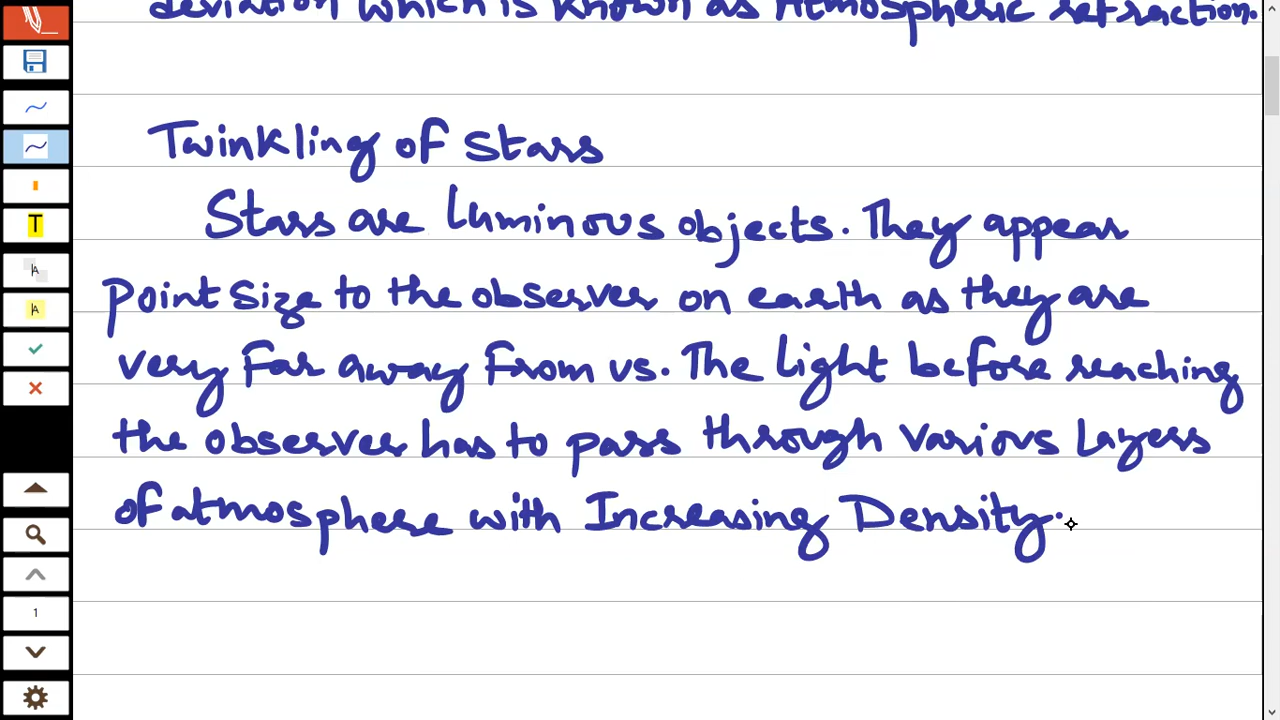 deviation which is known as Atmospheric refraction.
Twinkling of Stars
Stars are Luminous objects. They appear
point size to the observer on earth as they are
very Far away From us. The light before reaching
the observer has to pass through various Layers
of atmosphere with Increasing Density.
T
A
A
1